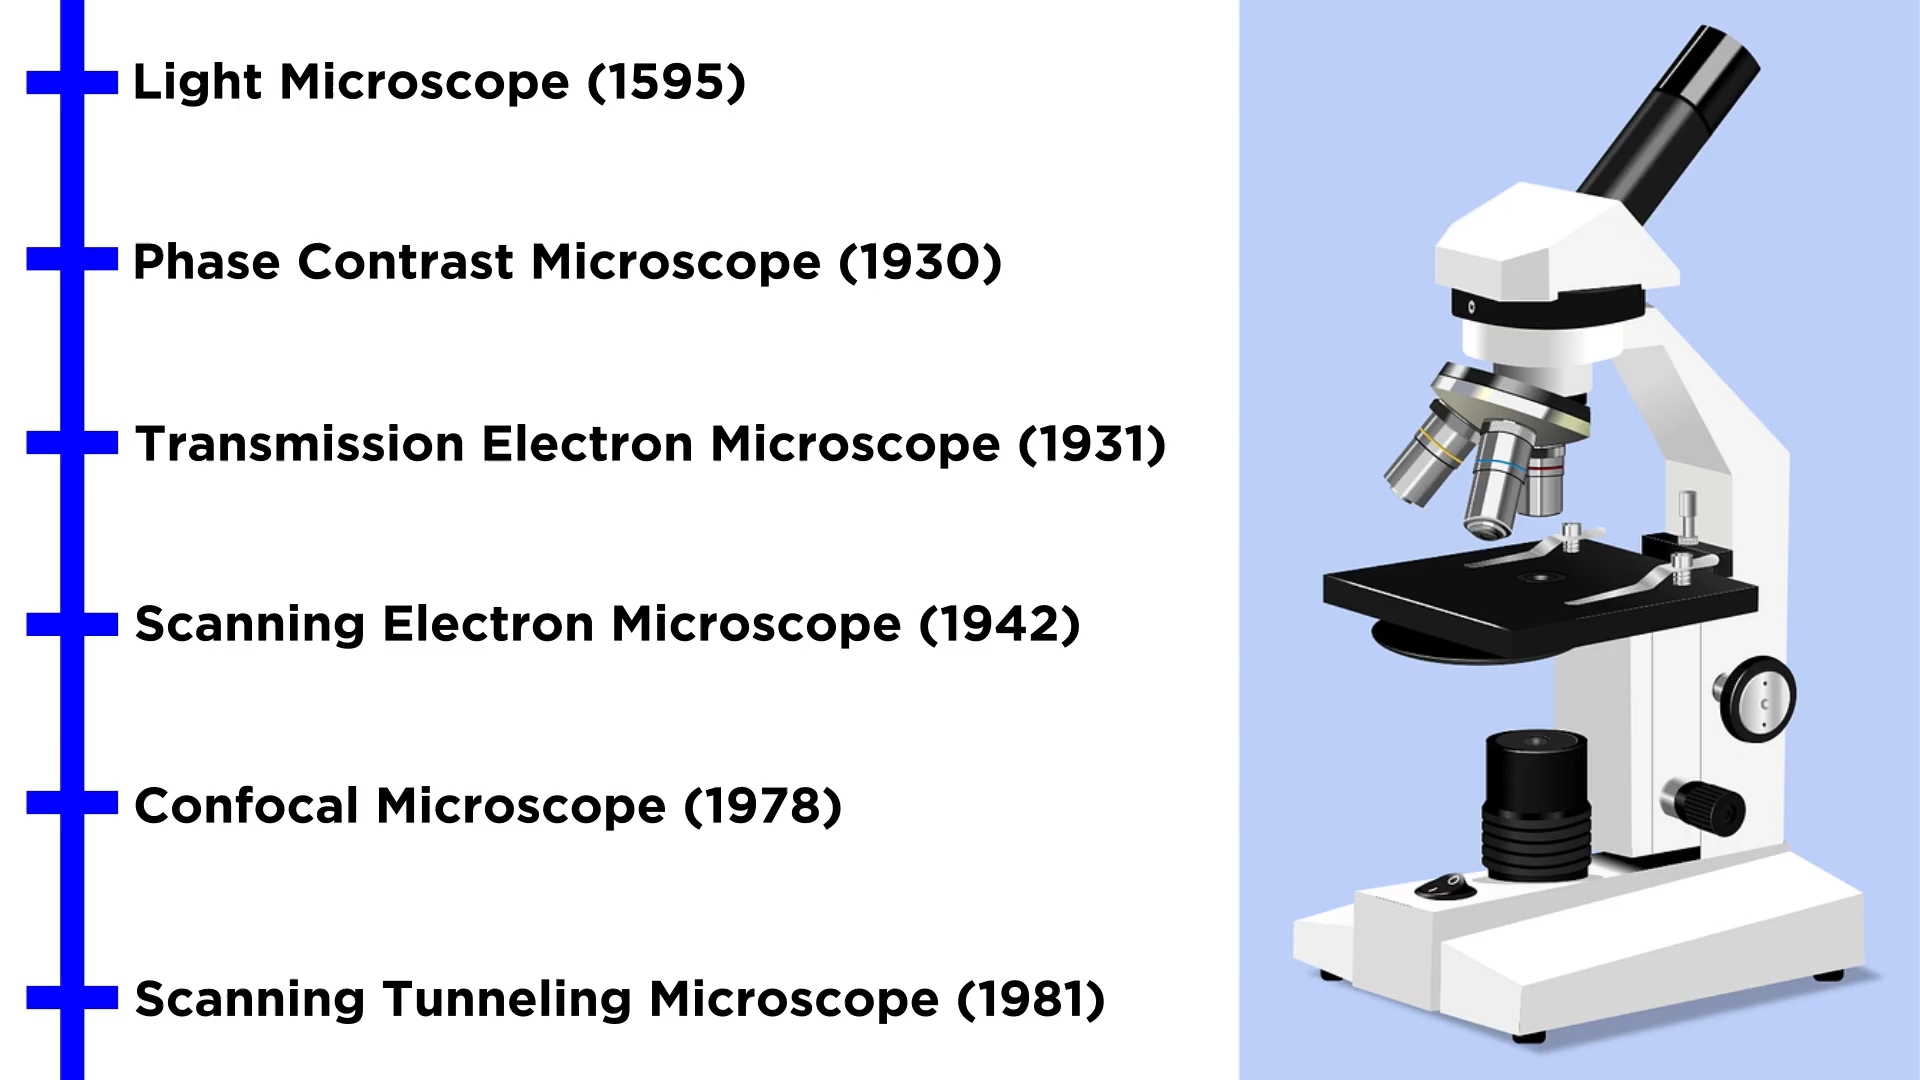 Light Microscope (1595)
Phase Contrast Microscope (1930)
Transmission Electron Microscope (1931)
Scanning Electron Microscope (1942)
Confocal Microscope (1978)
Scanning Tunneling Microscope (1981)